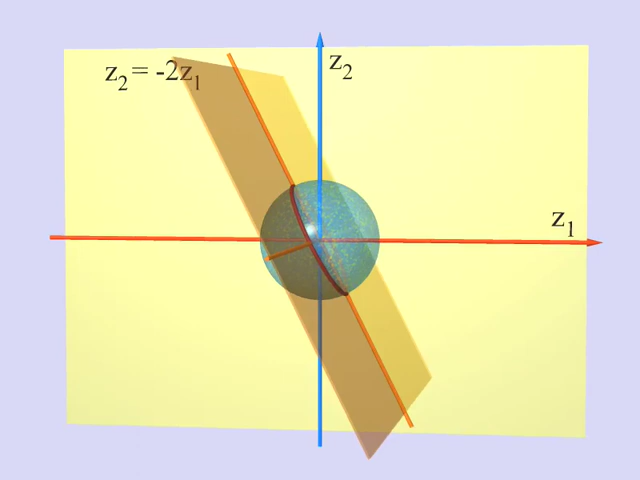 z₂
z₂ = -2z₁
z₁